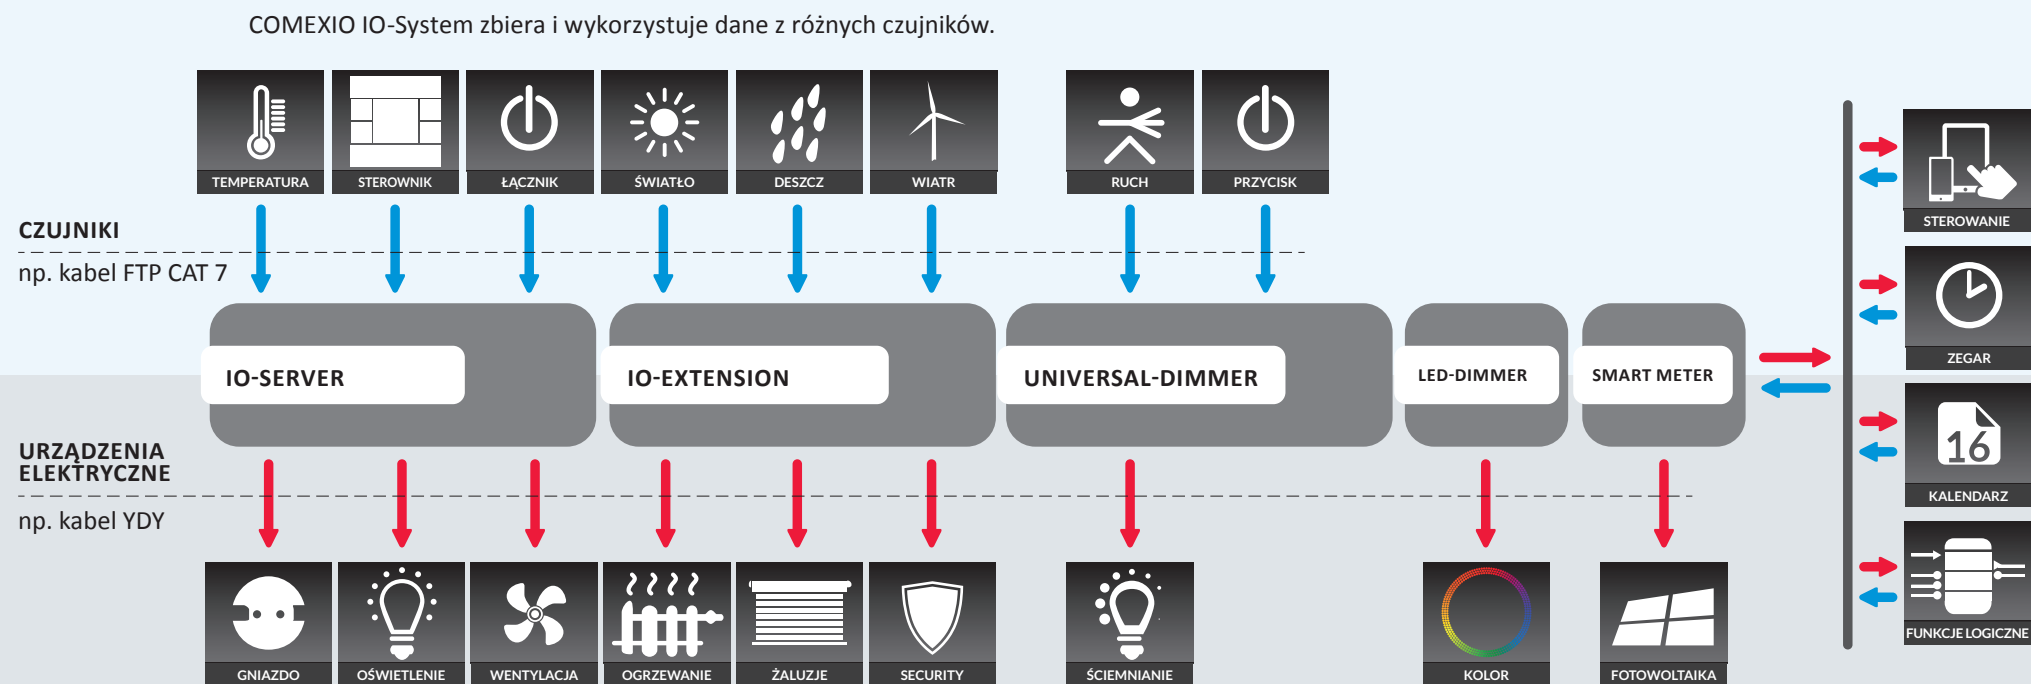 COMEXIO IO-System zbiera i wykorzystuje dane z różnych czujników.
TEMPERATURA
STEROWNIK
ŁĄCZNIK
ŚWIATŁO
DESZCZ
WIATR
RUCH
PRZYCISK
STEROWANIE
CZUJNIKI
np. kabel FTP CAT 7
ZEGAR
IO-SERVER
IO-EXTENSION
UNIVERSAL-DIMMER
LED-DIMMER
SMART METER
16
KALENDARZ
URZĄDZENIA
ELEKTRYCZNE
np. kabel YDY
FUNKCJE LOGICZNE
GNIAZDO
OŚWIETLENIE
WENTYLACJA
OGRZEWANIE
ŻALUZJE
SECURITY
ŚCIEMNIANIE
KOLOR
FOTOWOLTAIKA